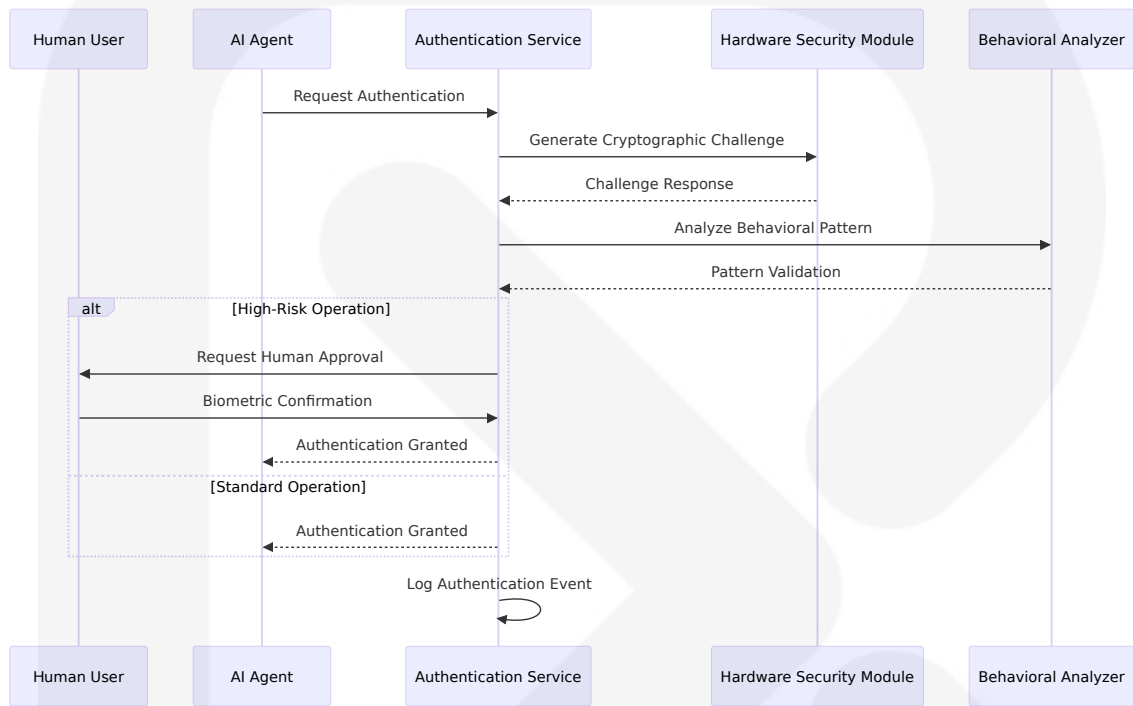 Human User
AI Agent
Authentication Service
Hardware Security Module
Behavioral Analyzer
Request Authentication
Generate Cryptographic Challenge
Challenge Response
Analyze Behavioral Pattern
Pattern Validation
alt
[High-Risk Operation]
Request Human Approval
Biometric Confirmation
Authentication Granted
[Standard Operation]
Authentication Granted
Log Authentication Event
Human User
AI Agent
Authentication Service
Hardware Security Module
Behavioral Analyzer